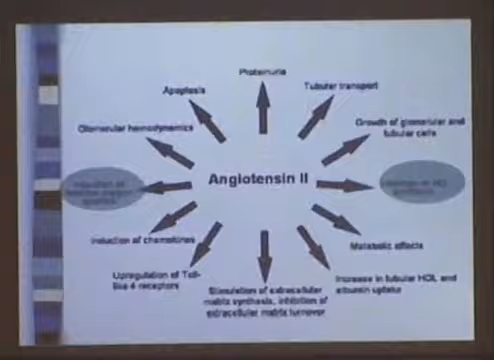 Proteinuria
Apoptosis
Tubular transport
Glomerular hemodynamics
Growth of glomerular and
tubular cells
Angiotensin II
Induction of chemokines
Metabolic effects
Upregulation of Toll-
like 4 receptors
Stimulation of extracellular
matrix synthesis, inhibition of
extracellular matrix turnover
Increase in tubular HCIL and
albumin uptake